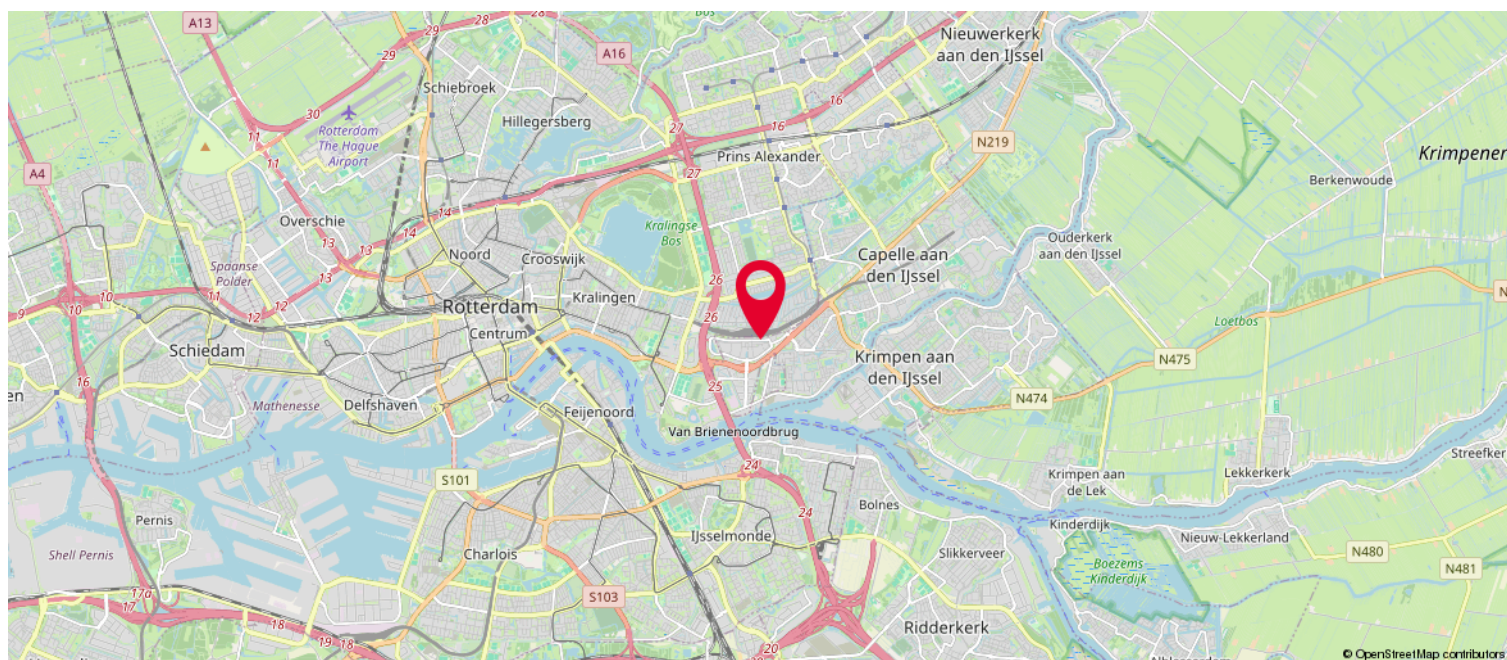 A13
28
28
Bos
29
A16
Nieuwerkerk
aan den IJssel
29
Schiebroek
16
30
Hillegersberg
27
16
11
Rotterdam
The Hague
Airport
N219
11
Prins Alexander
Krimpener
A4
27
Berkenwoude
14
Overschie
14
13
Kralingse
Bos
Ouderkerk
aan den IJssel
13
Noord
Crooswijk
Capelle aan
den IJssel
Spaanse
Polder
13
26
10
11
12
Kralingen
N
9
10
12
Rotterdam
26
Loetbos
Centrum
Schiedam
Krimpen aan
den IJssel
N475
16
25
en
Mathenesse
Delfshaven
Feijenoord
N474
Van Brienenoordbrug
24
Streefker
S101
Krimpen aan
de Lek
Lekkerkerk
Pernis
24
Bolnes
Kinderdijk
IJsselmonde
Nieuw-Lekkerland
Shell Pernis
Charlois
Slikkerveer
N480
Boezems
Kinderdijk
N481
17a
17
S103
18
Ridderkerk
19
18
20
© OpenStreetMap contributors